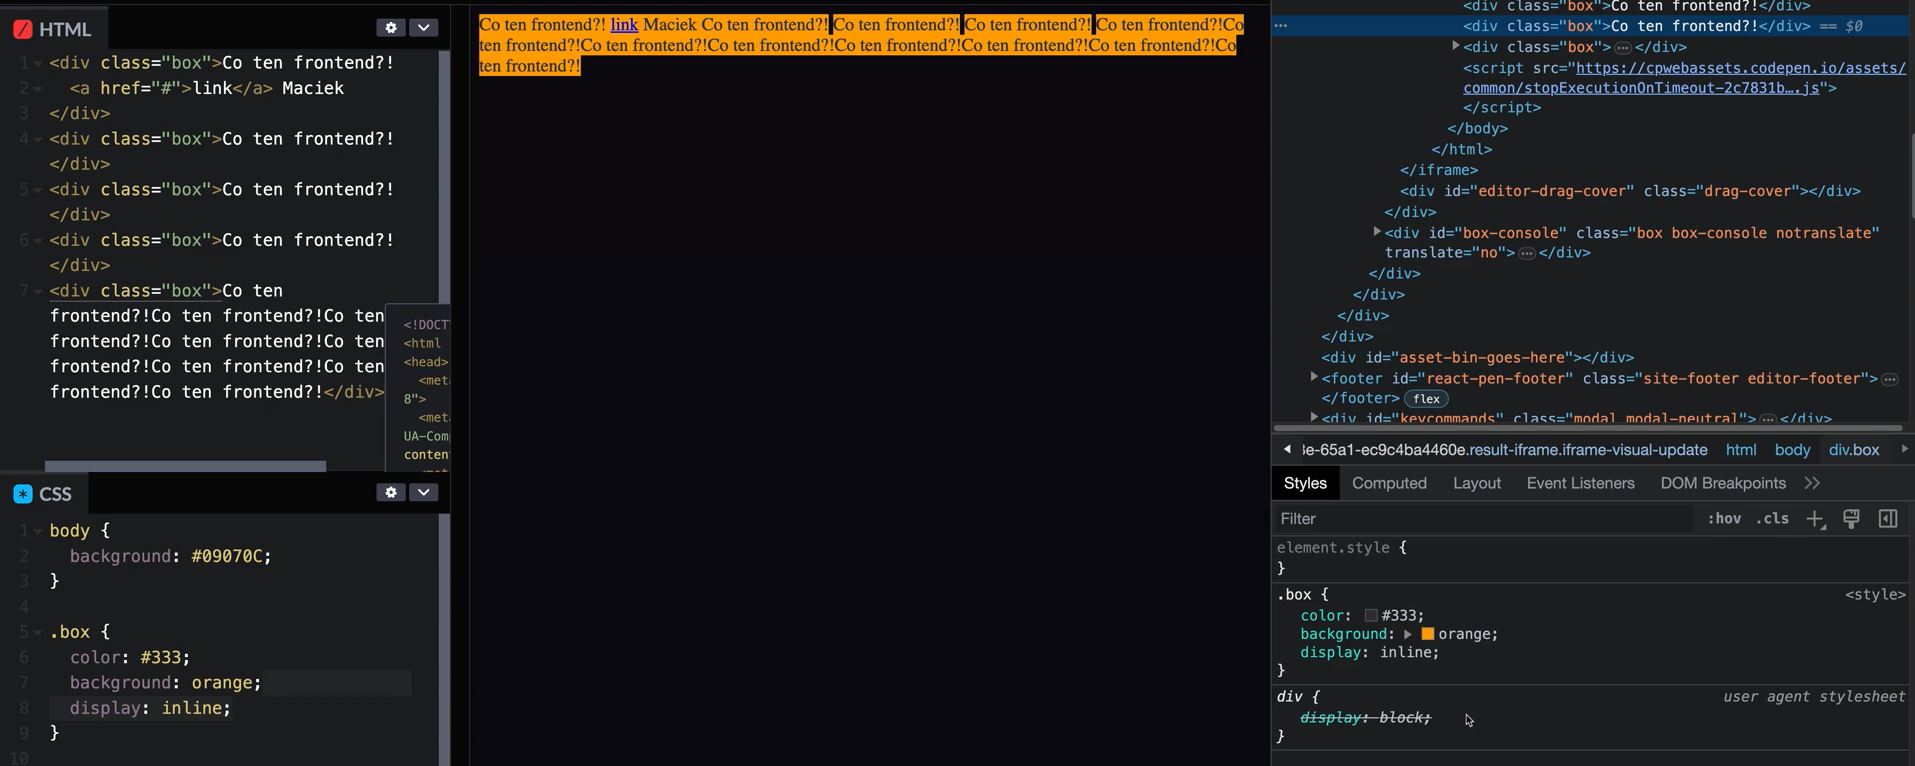 HTML
1 <div class="box">Co ten frontend?!
2 <a href="#">link</a> Maciek
3 </div>
4 <div class="box">Co ten frontend?!
</div>
5 <div class="box">Co ten frontend?!
</div>
6 <div class="box">Co ten frontend?!
</div>
7 <div class="box">Co ten
frontend?!Co ten frontend?!Co ten
frontend?!Co ten frontend?!Co ten
frontend?!Co ten frontend?!Co ten
frontend?!Co ten frontend?!</div>
<!DOCT
<html
<head>
<met
8">
<met
UA-Com
conten
CSS
1 body {
2 background: #09070C;
3 }
4
5 .box {
6 color: #333;
7 background: orange;
8 display: inline;
9 }
10
Co ten frontend?! link Maciek Co ten frontend?! Co ten frontend?! Co ten frontend?! Co ten frontend?!Co
ten frontend?!Co ten frontend?!Co ten frontend?!Co ten frontend?!Co ten frontend?!Co ten frontend?!Co
ten frontend?!
<div class="box">Co ten frontend?!</div>
<div class="box">Co ten frontend?!</div> == $0
<div class="box">…</div>
<script src="https://cpwebassets.codepen.io/assets/
common/stopExecutionOnTimeout-2c7831b….js">
</script>
</body>
</html>
</iframe>
<div id="editor-drag-cover" class="drag-cover"></div>
</div>
<div id="box-console" class="box box-console notranslate"
translate="no">…</div>
</div>
</div>
</div>
</div>
<div id="asset-bin-goes-here"></div>
<footer id="react-pen-footer" class="site-footer editor-footer">…
</footer> flex
<div id="keycommands" class="modal modal-neutral">…</div>
3e-65a1-ec9c4ba4460e.result-iframe.iframe-visual-update html body div.box
Styles Computed Layout Event Listeners DOM Breakpoints »
Filter :hov .cls +
element.style {
}
.box { <style>
color: #333;
background: orange;
display: inline;
}
div { user agent stylesheet
display: block;
}